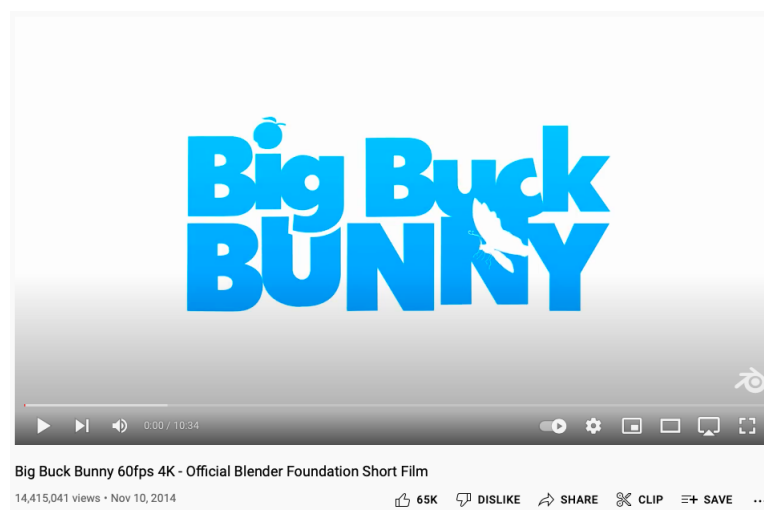 Big Buck
BUNNY
0:00 / 10:34
Big Buck Bunny 60fps 4K - Official Blender Foundation Short Film
14,415,041 views • Nov 10, 2014
65K DISLIKE SHARE CLIP SAVE ...